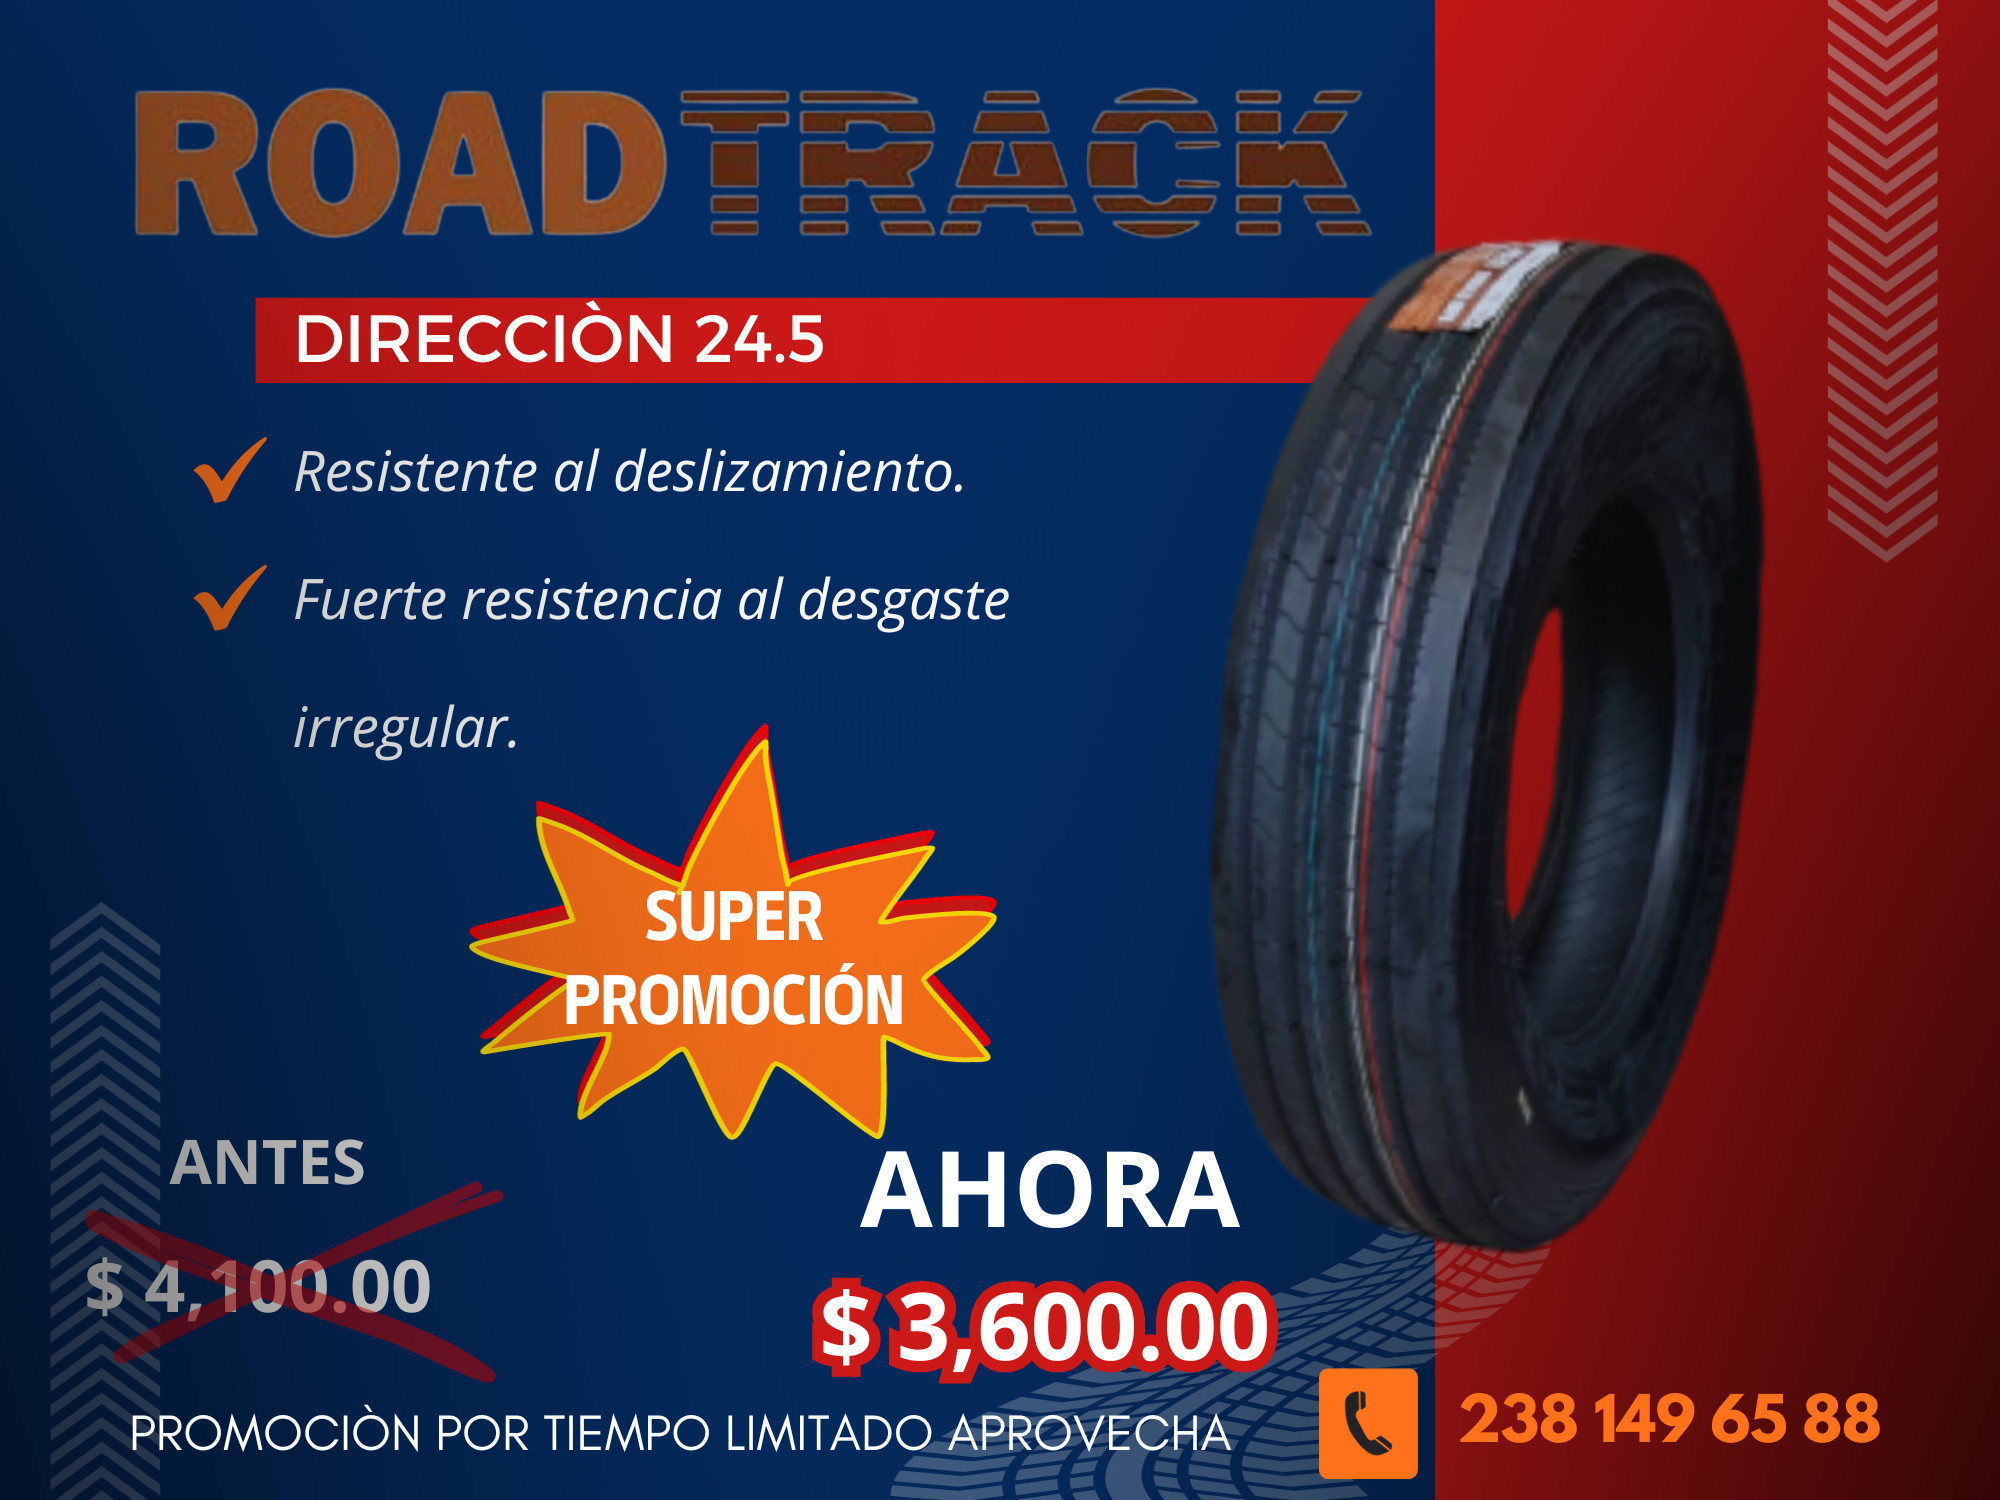 ROADTRACK
DIRECCIÒN 24.5
Resistente al deslizamiento.
Fuerte resistencia al desgaste
irregular.
SUPER
PROMOCIÓN
ANTES
$ 4,100.00
AHORA
$ 3,600.00
PROMOCIÒN POR TIEMPO LIMITADO APROVECHA
238 149 65 88